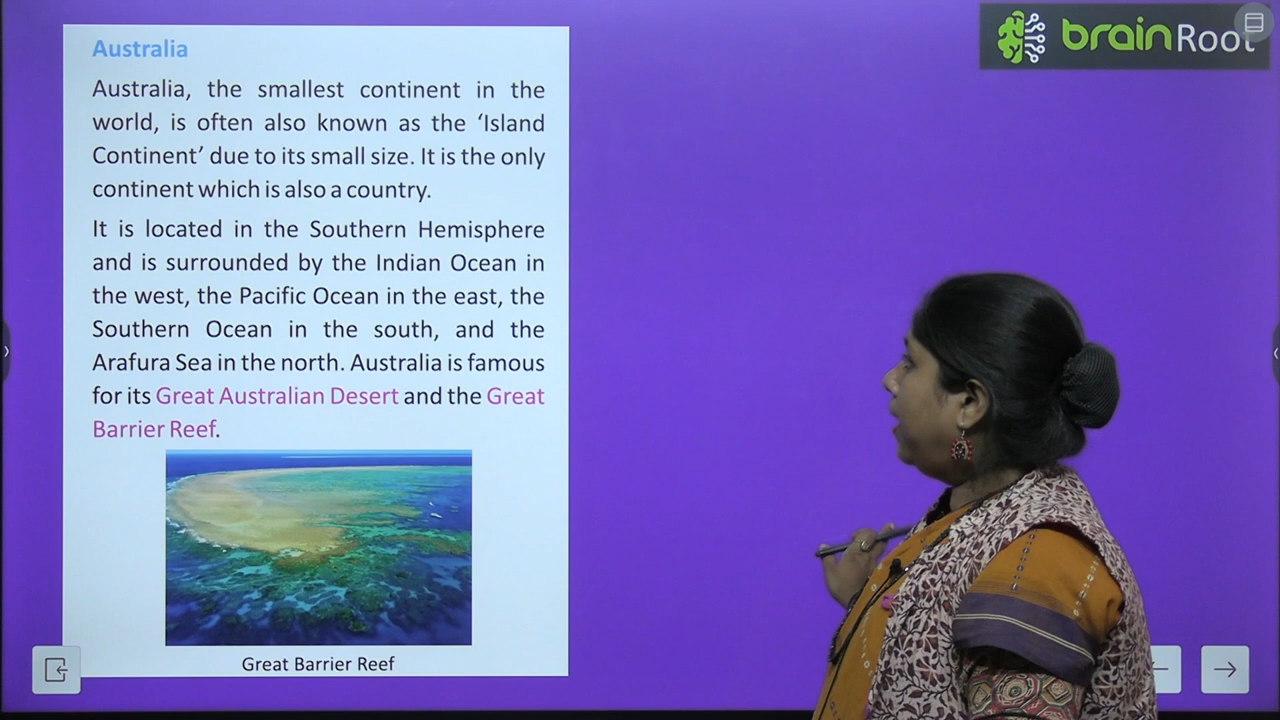 Australia
Australia, the smallest continent in the
world, is often also known as the ‘Island
Continent’ due to its small size. It is the only
continent which is also a country.
It is located in the Southern Hemisphere
and is surrounded by the Indian Ocean in
the west, the Pacific Ocean in the east, the
Southern Ocean in the south, and the
Arafura Sea in the north. Australia is famous
for its Great Australian Desert and the Great
Barrier Reef.
Great Barrier Reef
brainRoot